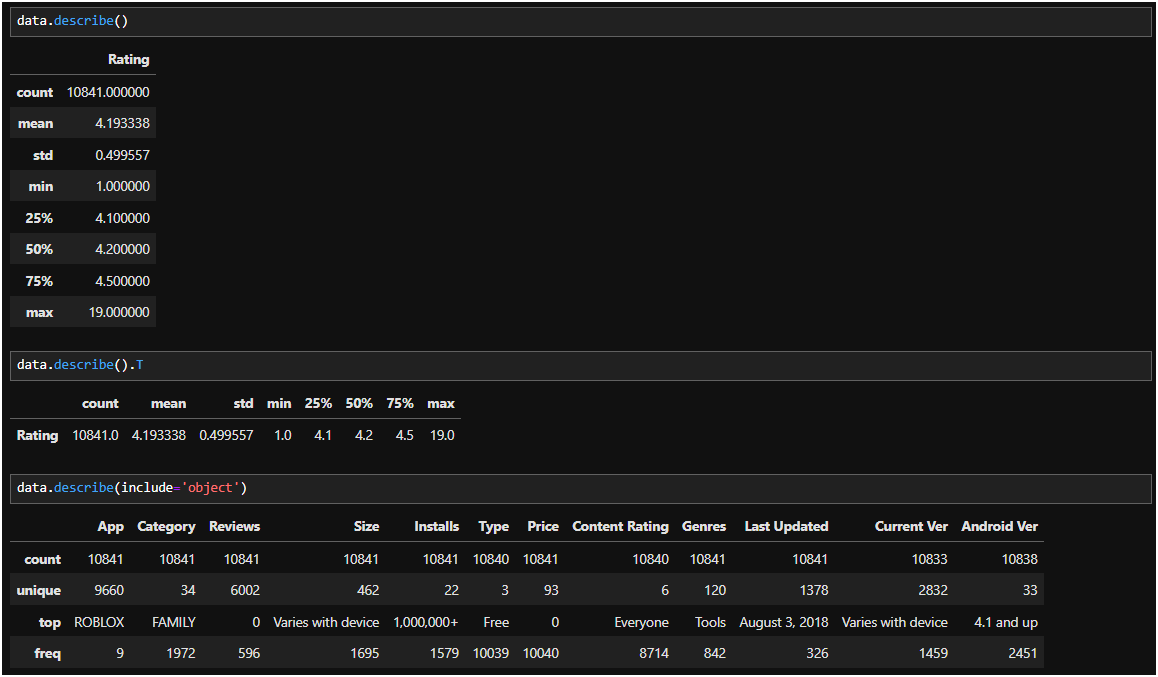 data.describe()
Rating
count 10841.000000
mean 4.193338
std 0.499557
min 1.000000
25% 4.100000
50% 4.200000
75% 4.500000
max 19.000000
data.describe().T
count mean std min 25% 50% 75% max
Rating 10841.0 4.193338 0.499557 1.0 4.1 4.2 4.5 19.0
data.describe(include='object')
App Category Reviews Size Installs Type Price Content Rating Genres Last Updated Current Ver Android Ver
count 10841 10841 10841 10841 10841 10840 10841 10840 10841 10841 10833 10838
unique 9660 34 6002 462 22 3 93 6 120 1378 2832 33
top ROBLOX FAMILY 0 Varies with device 1,000,000+ Free 0 Everyone Tools August 3, 2018 Varies with device 4.1 and up
freq 9 1972 596 1695 1579 10039 10040 8714 842 326 1459 2451